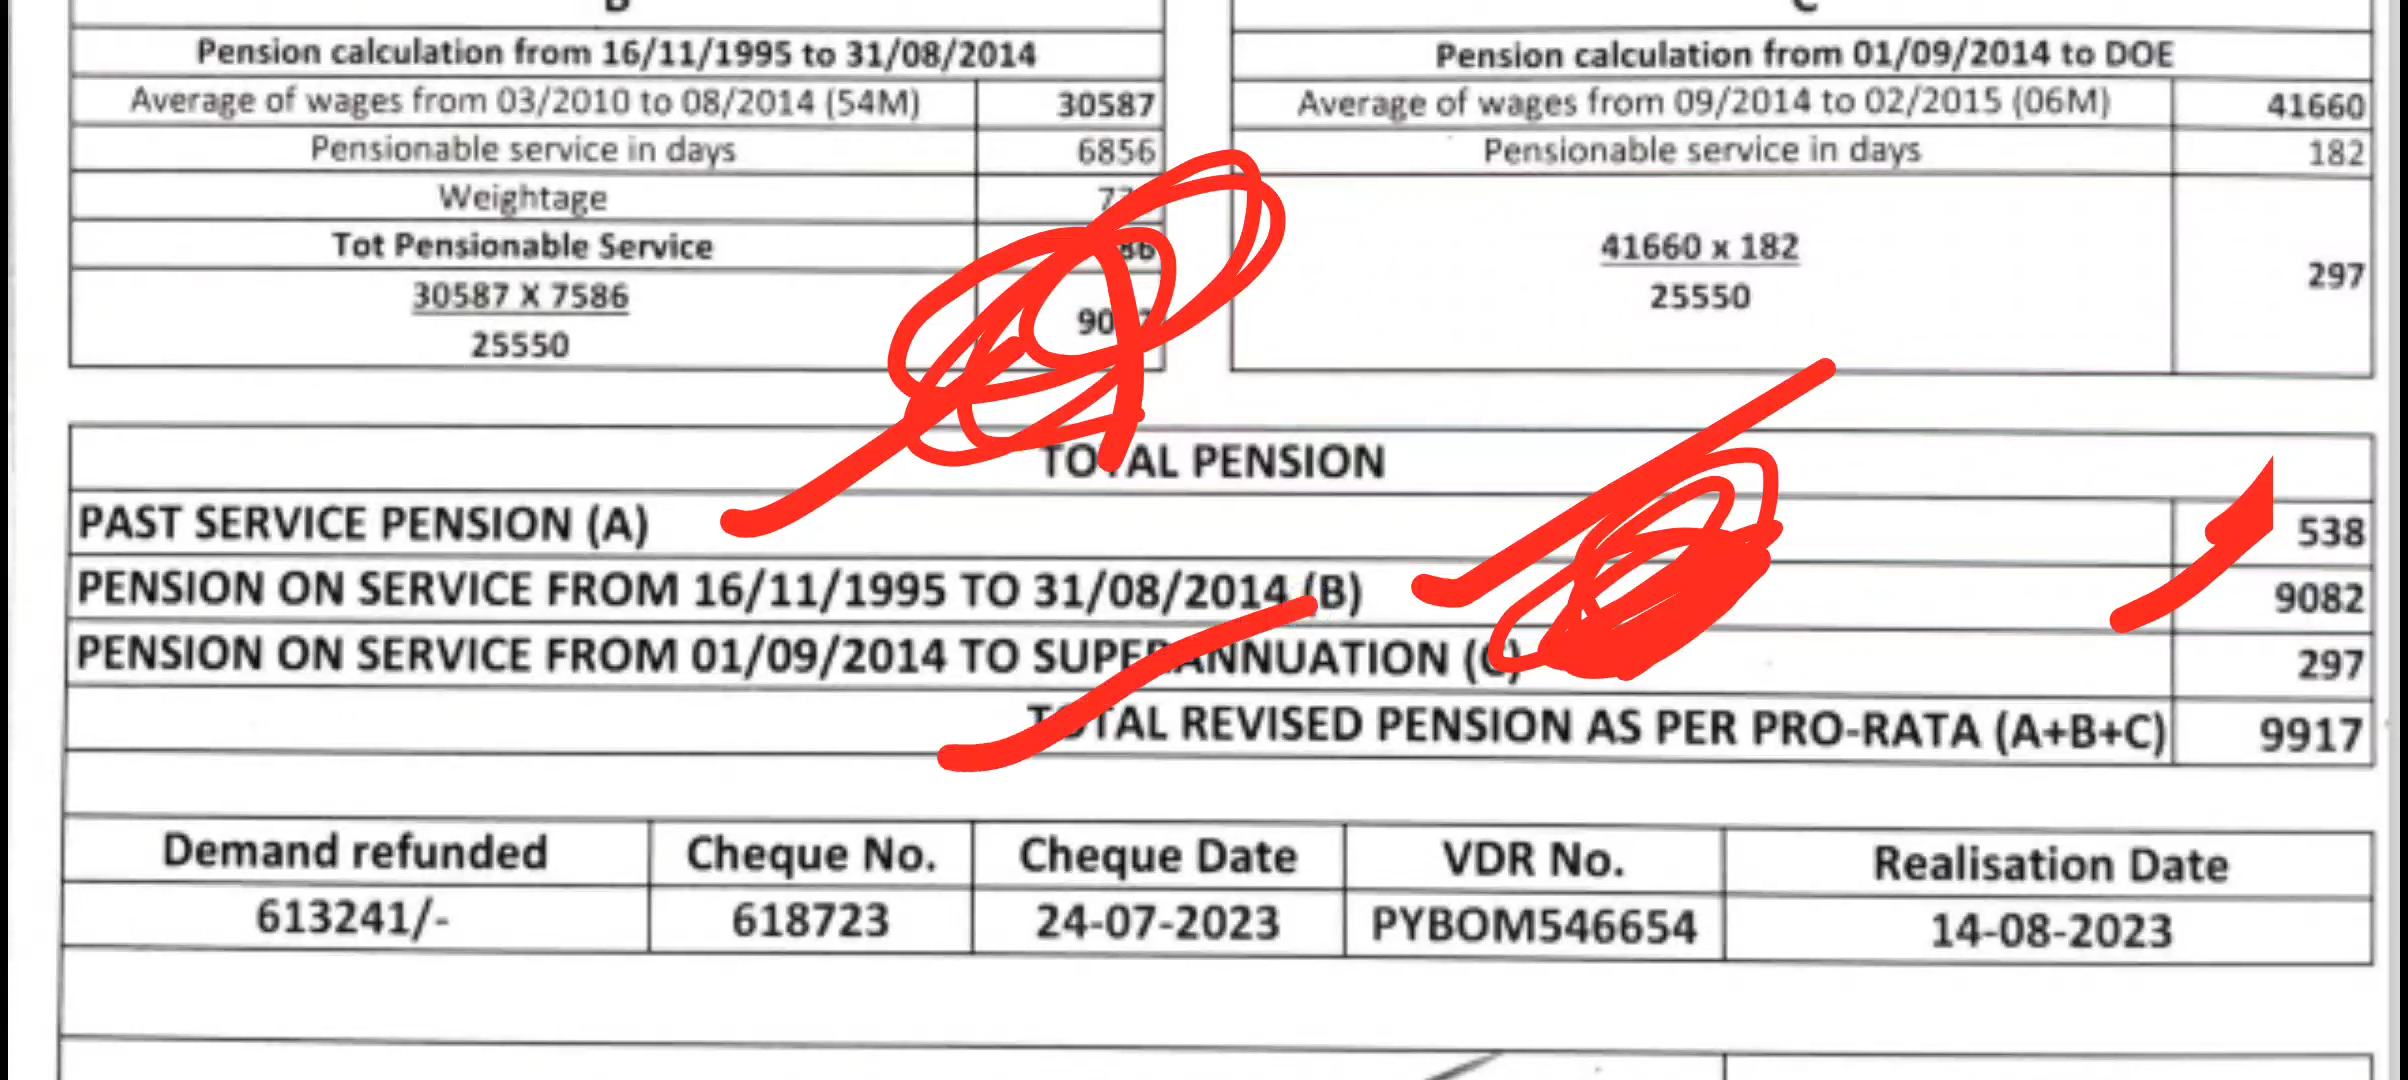 Pension calculation from 16/11/1995 to 31/08/2014
Average of wages from 03/2010 to 08/2014 (54M) 30587
Pensionable service in days 6856
Weightage
Tot Pensionable Service
30587 X 7586
25550
C
Pension calculation from 01/09/2014 to DOE
Average of wages from 09/2014 to 02/2015 (06M) 41660
Pensionable service in days 182
41660 x 182
25550
297
TOTAL PENSION
PAST SERVICE PENSION (A) 538
PENSION ON SERVICE FROM 16/11/1995 TO 31/08/2014 (B) 9082
PENSION ON SERVICE FROM 01/09/2014 TO SUPERANNUATION (C) 297
TOTAL REVISED PENSION AS PER PRO-RATA (A+B+C) 9917
Demand refunded Cheque No. Cheque Date VDR No. Realisation Date
613241/- 618723 24-07-2023 PYBOM546654 14-08-2023